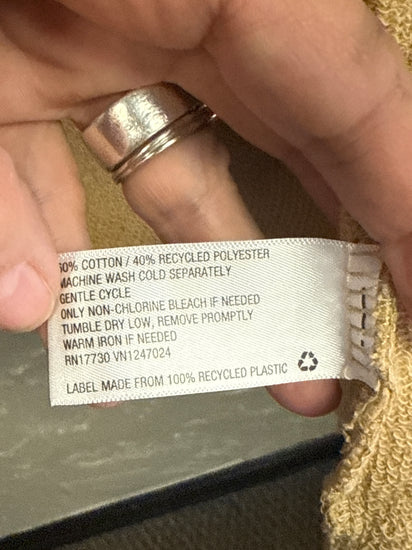 60% COTTON / 40% RECYCLED POLYESTER
MACHINE WASH COLD SEPARATELY
GENTLE CYCLE
ONLY NON-CHLORINE BLEACH IF NEEDED
TUMBLE DRY LOW, REMOVE PROMPTLY
WARM IRON IF NEEDED
RN17730 VN1247024
LABEL MADE FROM 100% RECYCLED PLASTIC